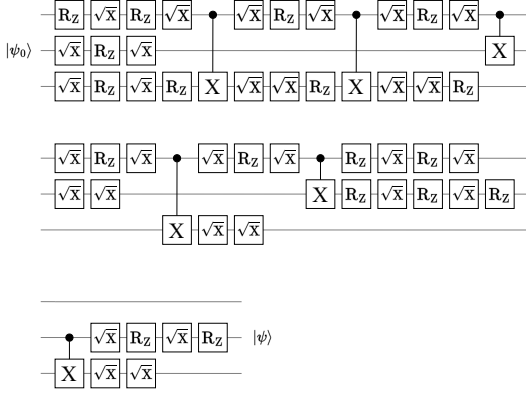 R_Z √x R_Z √x √x R_Z √x √x R_Z √x
|ψ₀⟩ √x R_Z √x X
√x R_Z √x R_Z X √x √x R_Z X √x √x R_Z
√x R_Z √x √x R_Z √x R_Z √x R_Z √x
√x √x X R_Z √x R_Z √x R_Z
X √x √x
√x R_Z √x R_Z |ψ⟩
X √x √x